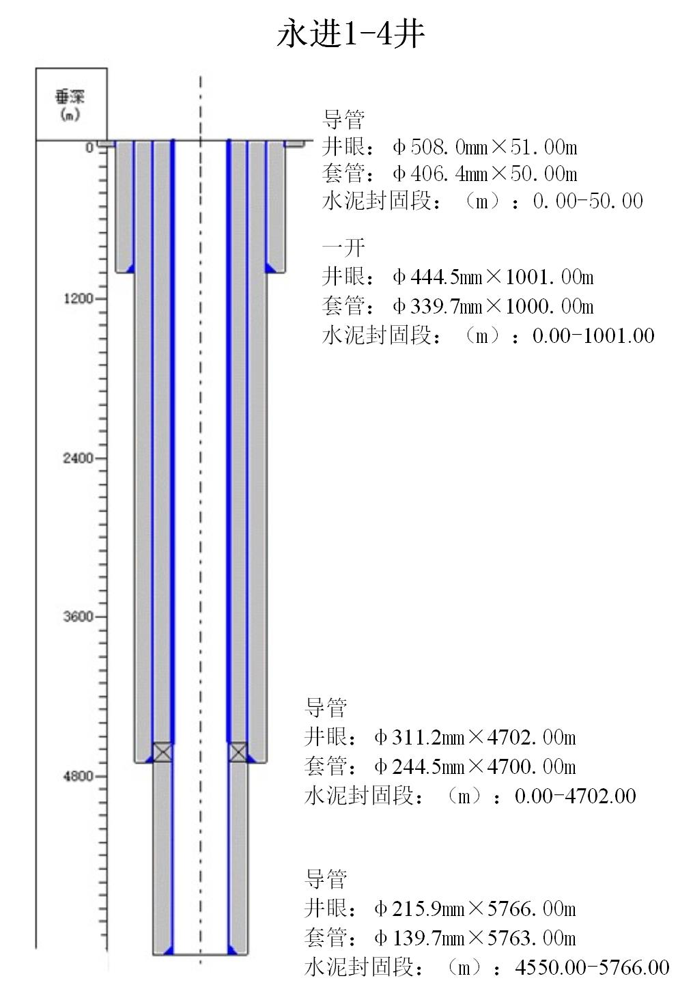 永进1-4井
垂深
(m)
0
1200
2400
3600
4800
导管
井眼：φ508.0mm×51.00m
套管：φ406.4mm×50.00m
水泥封固段：（m）：0.00-50.00
一开
井眼：φ444.5mm×1001.00m
套管：φ339.7mm×1000.00m
水泥封固段：（m）：0.00-1001.00
导管
井眼：φ311.2mm×4702.00m
套管：φ244.5mm×4700.00m
水泥封固段：（m）：0.00-4702.00
导管
井眼：φ215.9mm×5766.00m
套管：φ139.7mm×5763.00m
水泥封固段：（m）：4550.00-5766.00